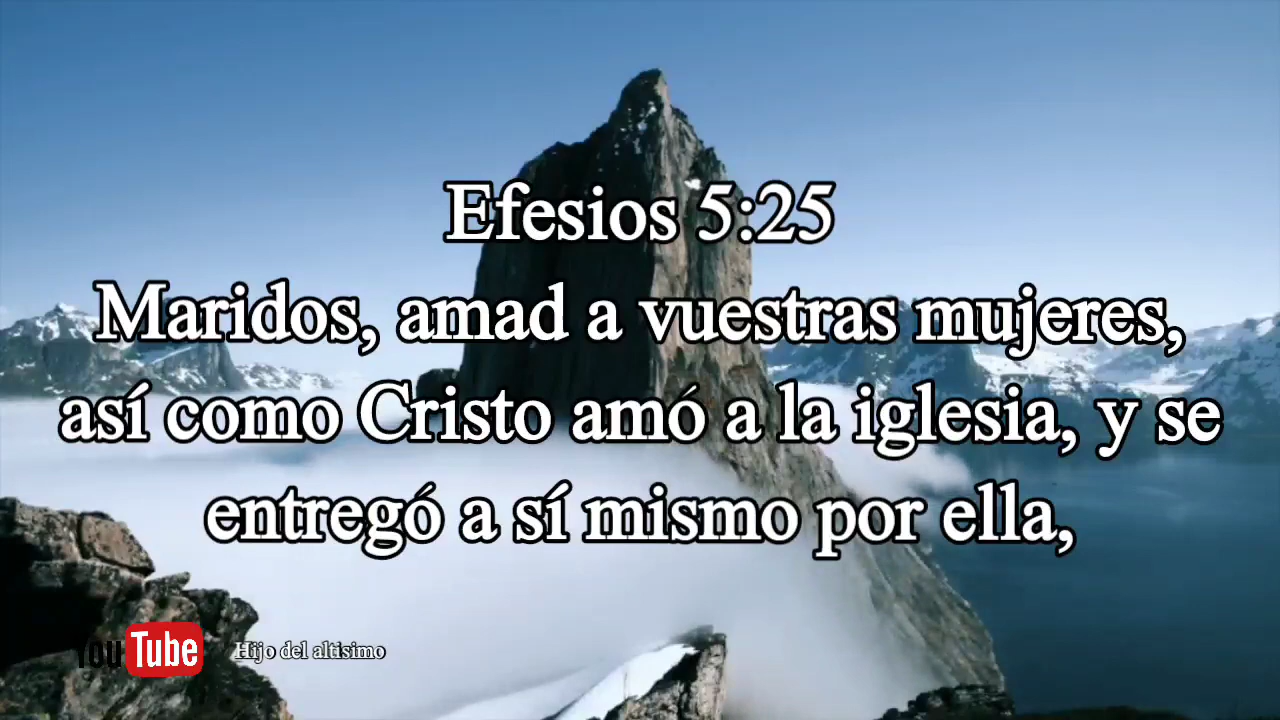 Efesios 5:25
Maridos, amad a vuestras mujeres,
así como Cristo amó a la iglesia, y se
entregó a sí mismo por ella,
YouTube Hijo del altísimo